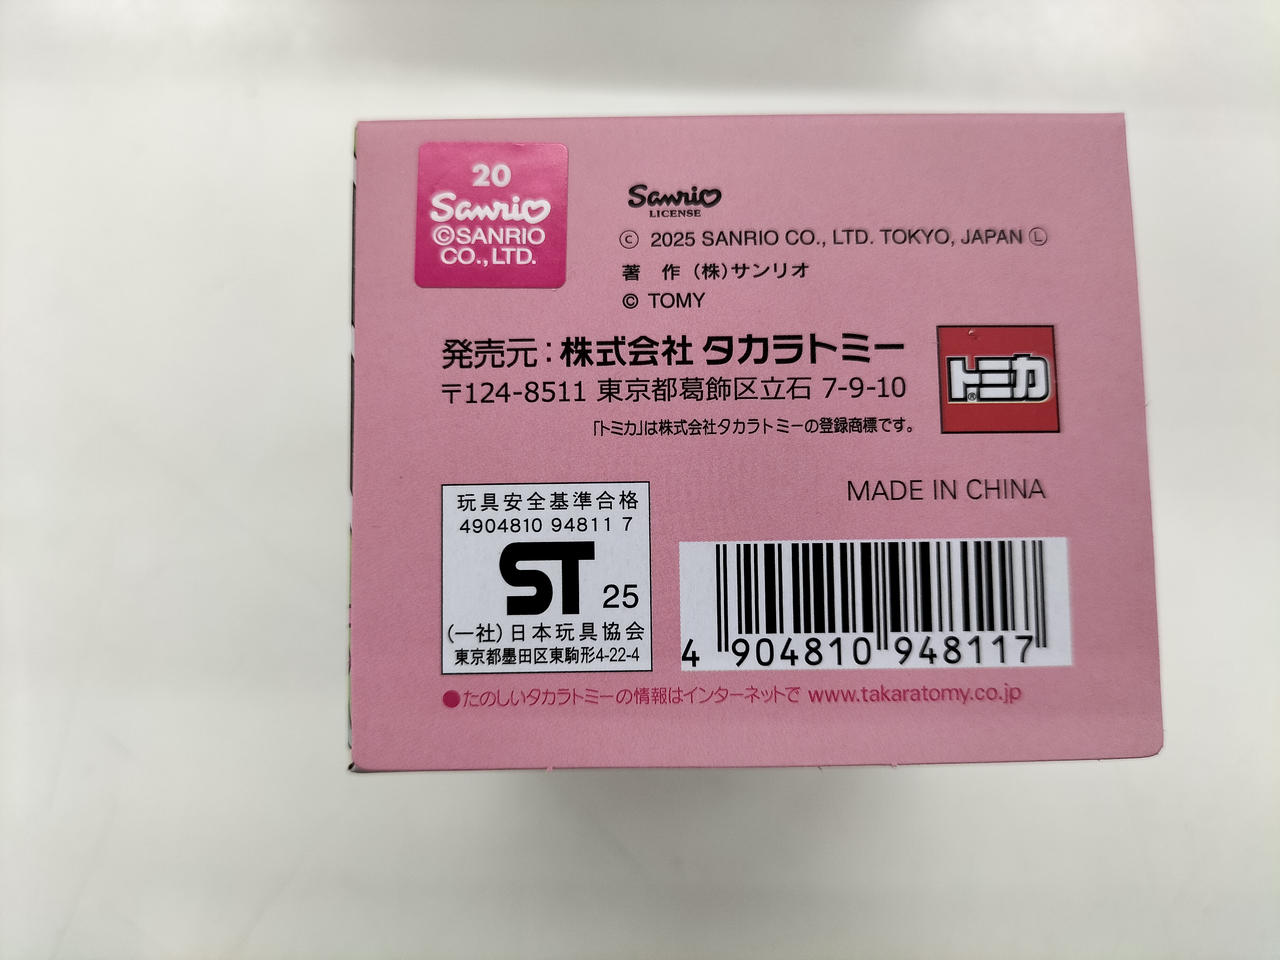 20
Sanrio
©SANRIO
CO.,LTD.
Sanrio
LICENSE
© 2025 SANRIO CO., LTD. TOKYO, JAPAN Ⓛ
著 作 (株)サンリオ
© TOMY
発売元：株式会社 タカラトミー
〒124-8511 東京都葛飾区立石 7-9-10
「トミカ」は株式会社タカラトミーの登録商標です。
トミカ®
MADE IN CHINA
玩具安全基準合格
4904810 94811 7
ST 25
(一社)日本玩具協会
東京都墨田区東駒形4-22-4
4 904810 948117
●たのしいタカラトミーの情報はインターネットで www.takaratomy.co.jp